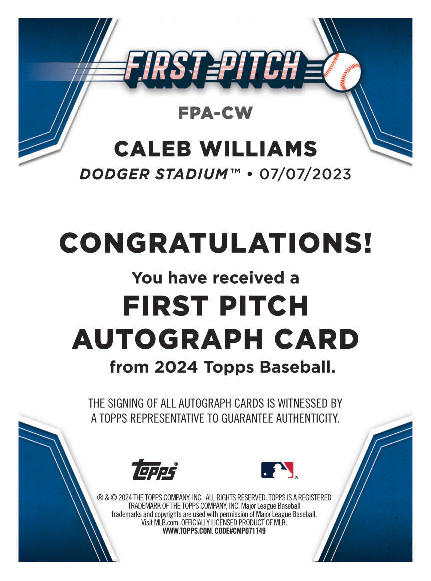 FIRST PITCH
FPA-CW
CALEB WILLIAMS
DODGER STADIUM™ • 07/07/2023
CONGRATULATIONS!
You have received a
FIRST PITCH
AUTOGRAPH CARD
from 2024 Topps Baseball.
THE SIGNING OF ALL AUTOGRAPH CARDS IS WITNESSED BY
A TOPPS REPRESENTATIVE TO GUARANTEE AUTHENTICITY.
topps
® & © 2024 THE TOPPS COMPANY, INC. ALL RIGHTS RESERVED. TOPPS IS A REGISTERED
TRADEMARK OF THE TOPPS COMPANY, INC. Major League Baseball
trademarks and copyrights are used with permission of Major League Baseball.
Visit MLB.com. OFFICIALLY LICENSED PRODUCT OF MLB.
WWW.TOPPS.COM. CODE#CMP071149